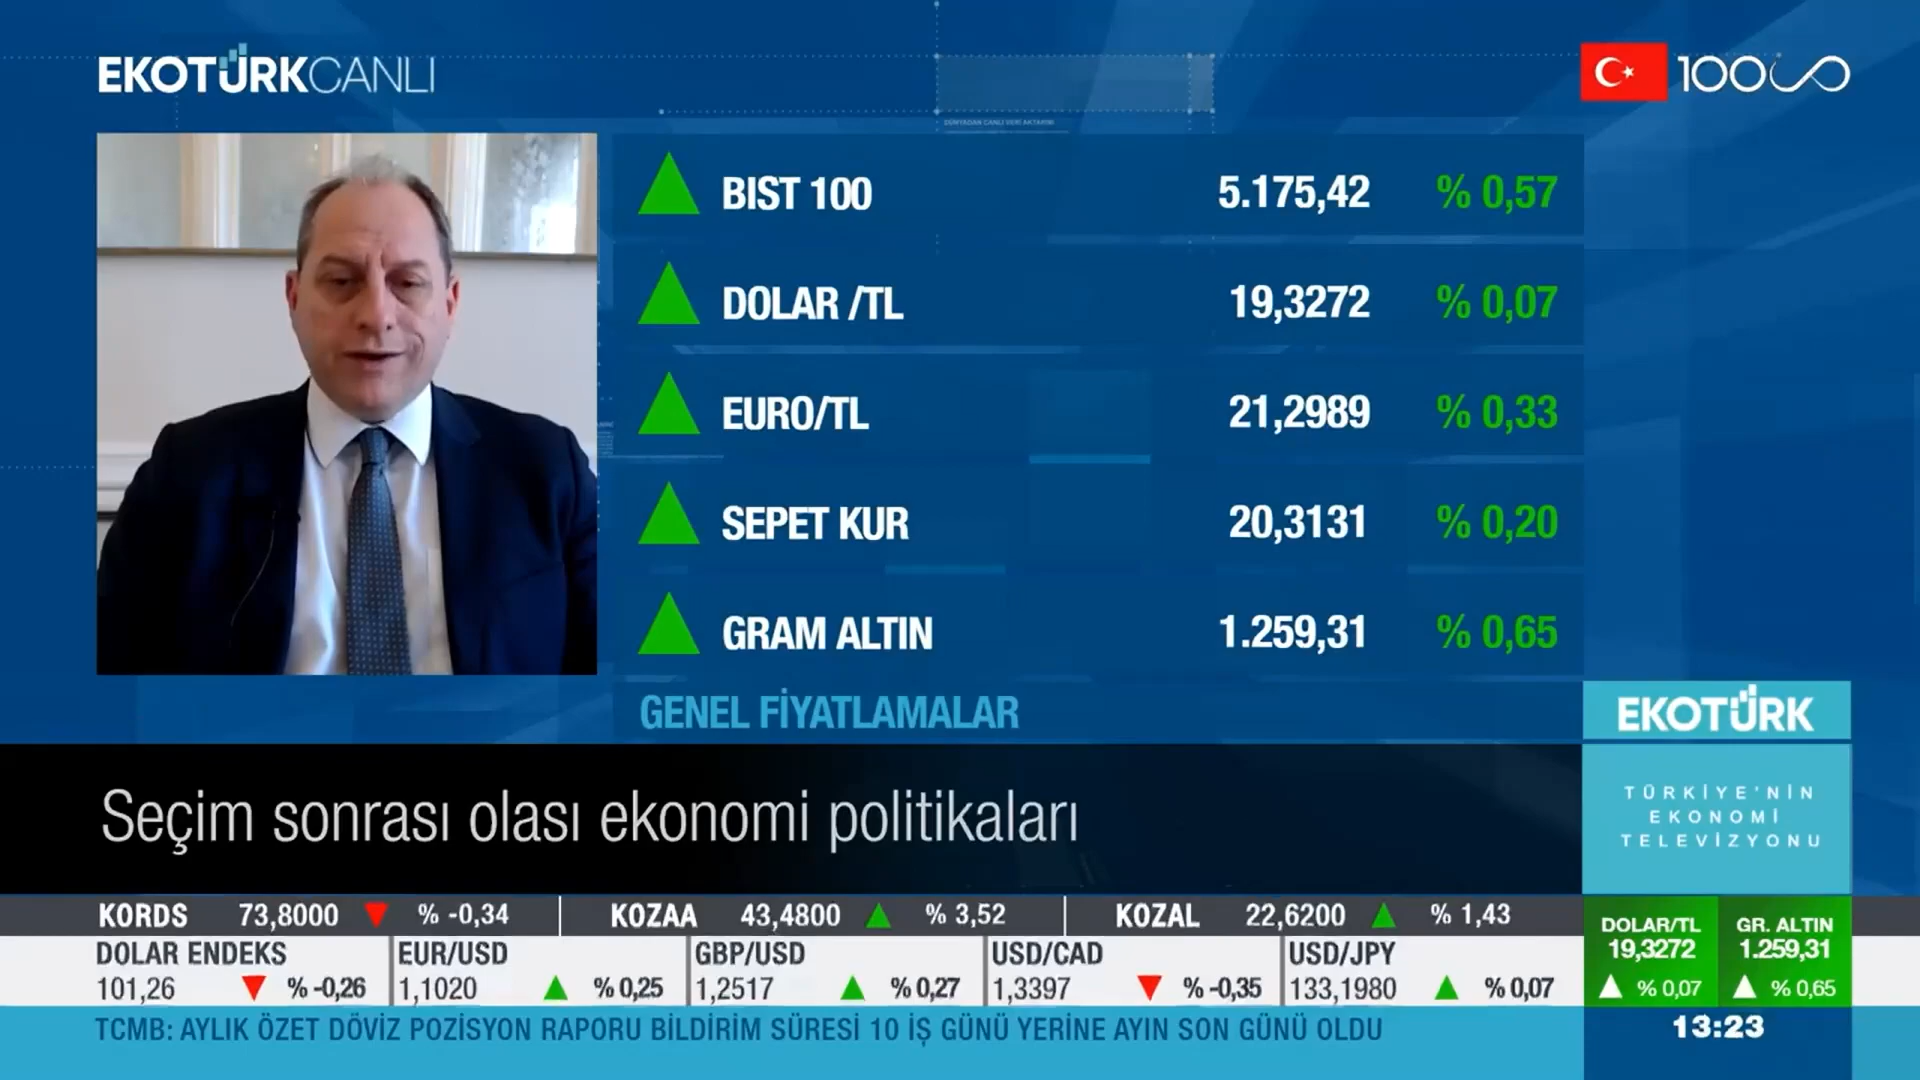 EKOTÜRKCANLI
100
DÜNYADAN CANLI VERİ AKTARIMI
BIST 100 5.175,42 % 0,57
DOLAR /TL 19,3272 % 0,07
EURO/TL 21,2989 % 0,33
SEPET KUR 20,3131 % 0,20
GRAM ALTIN 1.259,31 % 0,65
GENEL FİYATLAMALAR
EKOTÜRK
Seçim sonrası olası ekonomi politikaları
TÜRKİYE'NİN
EKONOMİ
TELEVİZYONU
KORDS 73,8000 % -0,34 KOZAA 43,4800 % 3,52 KOZAL 22,6200 % 1,43
DOLAR ENDEKS EUR/USD GBP/USD USD/CAD USD/JPY
101,26 % -0,26 1,1020 % 0,25 1,2517 % 0,27 1,3397 % -0,35 133,1980 % 0,07
DOLAR/TL GR. ALTIN
19,3272 1.259,31
% 0,07 % 0,65
TCMB: AYLIK ÖZET DÖVİZ POZİSYON RAPORU BİLDİRİM SÜRESİ 10 İŞ GÜNÜ YERİNE AYIN SON GÜNÜ OLDU
13:23